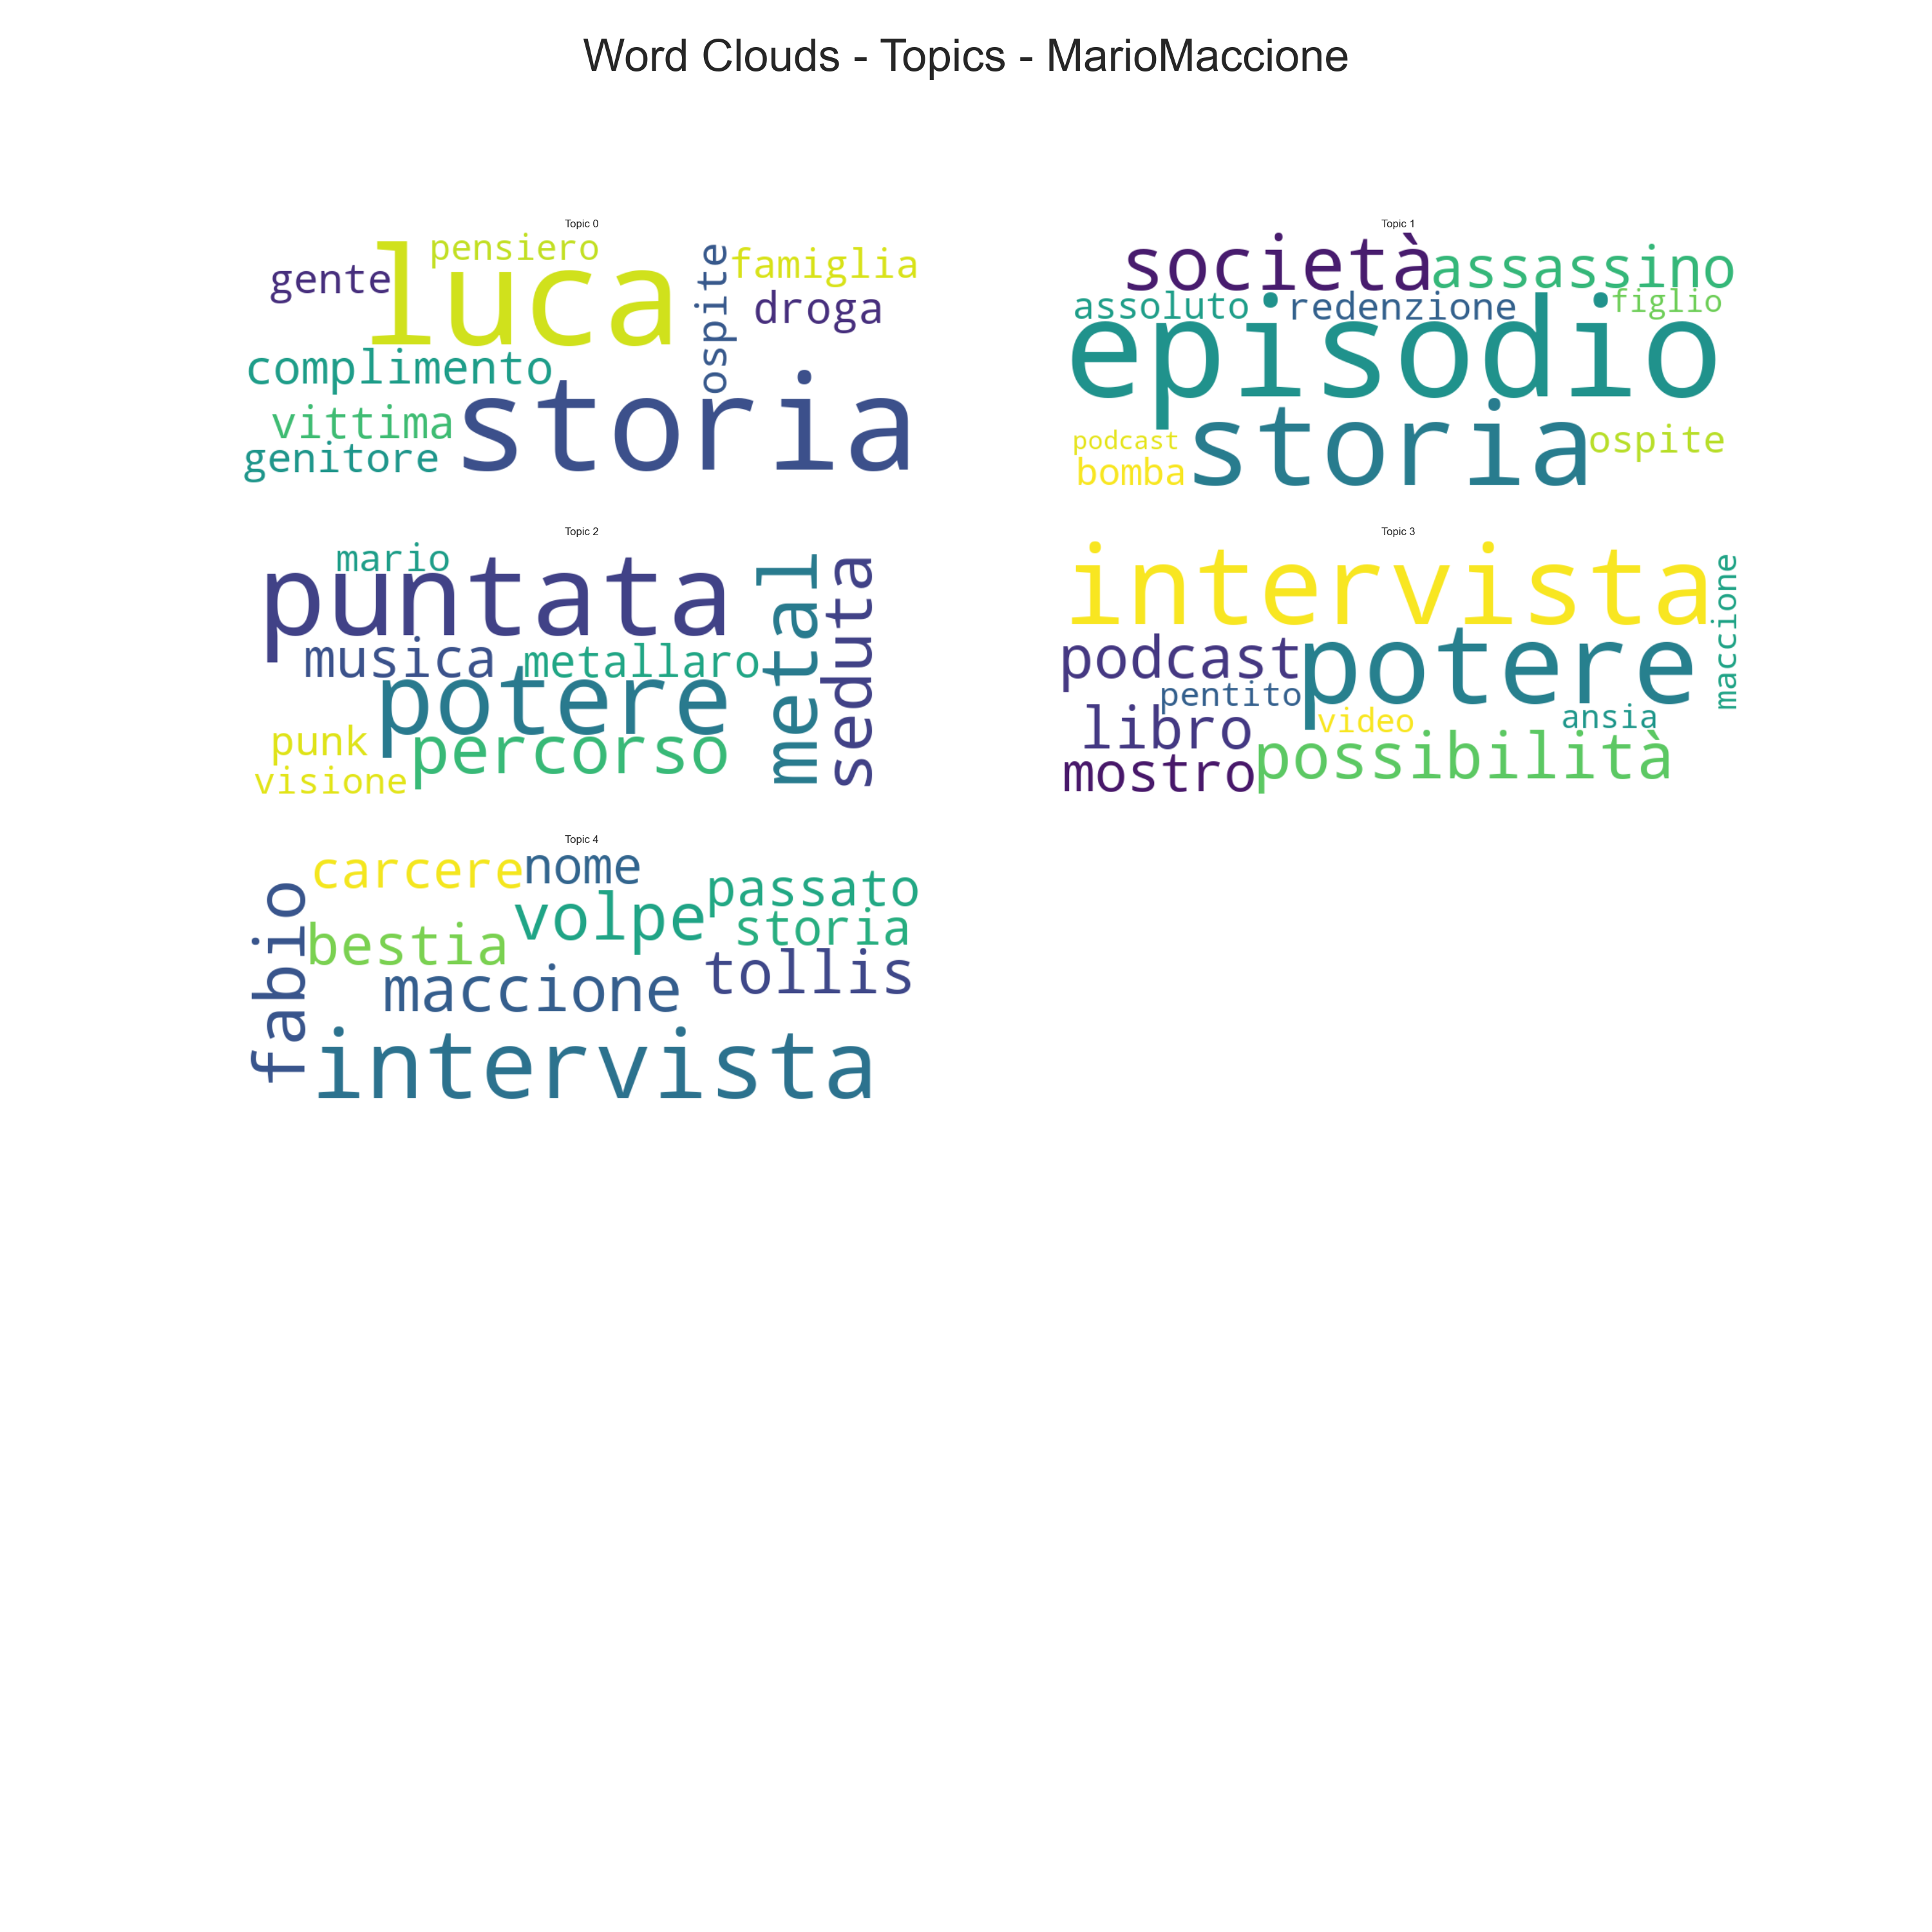 Word Clouds - Topics - MarioMaccione
Topic 0
pensiero
luca
gente
ospite
famiglia
droga
complimento
vittima
genitore
storia
Topic 1
società
assassino
assoluto
redenzione
figlio
episodio
podcast
bomba
storia
ospite
Topic 2
mario
puntata
musica
metallaro
metal
seduta
potere
punk
percorso
visione
Topic 3
intervista
maccione
podcast
potere
pentito
libro
video
ansia
mostro
possibilità
Topic 4
carcere
nome
passato
volpe
storia
fabio
bestia
tollis
maccione
intervista